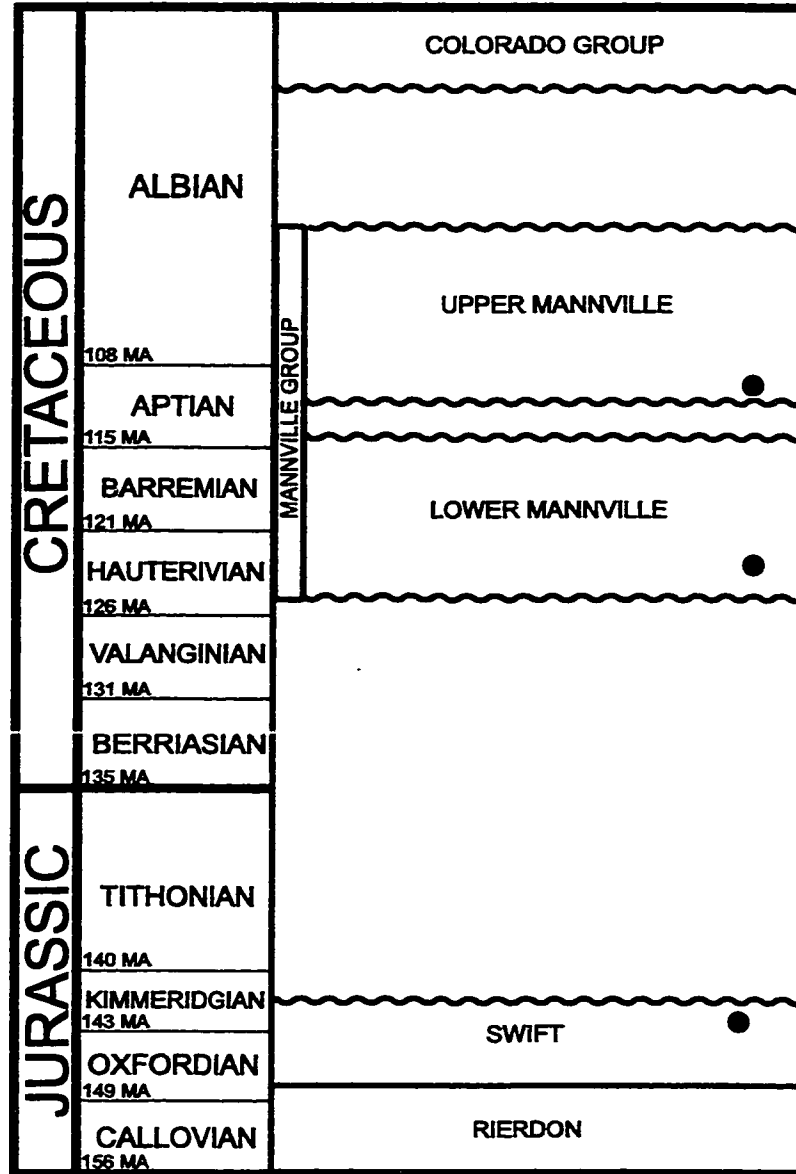 CRETACEOUS
ALBIAN
108 MA
APTIAN
115 MA
BARREMIAN
121 MA
HAUTERIVIAN
126 MA
VALANGINIAN
131 MA
BERRIASIAN
135 MA
JURASSIC
TITHONIAN
140 MA
KIMMERIDGIAN
143 MA
OXFORDIAN
149 MA
CALLOVIAN
156 MA
COLORADO GROUP
MANNVILLE GROUP
UPPER MANNVILLE
LOWER MANNVILLE
SWIFT
RIERDON